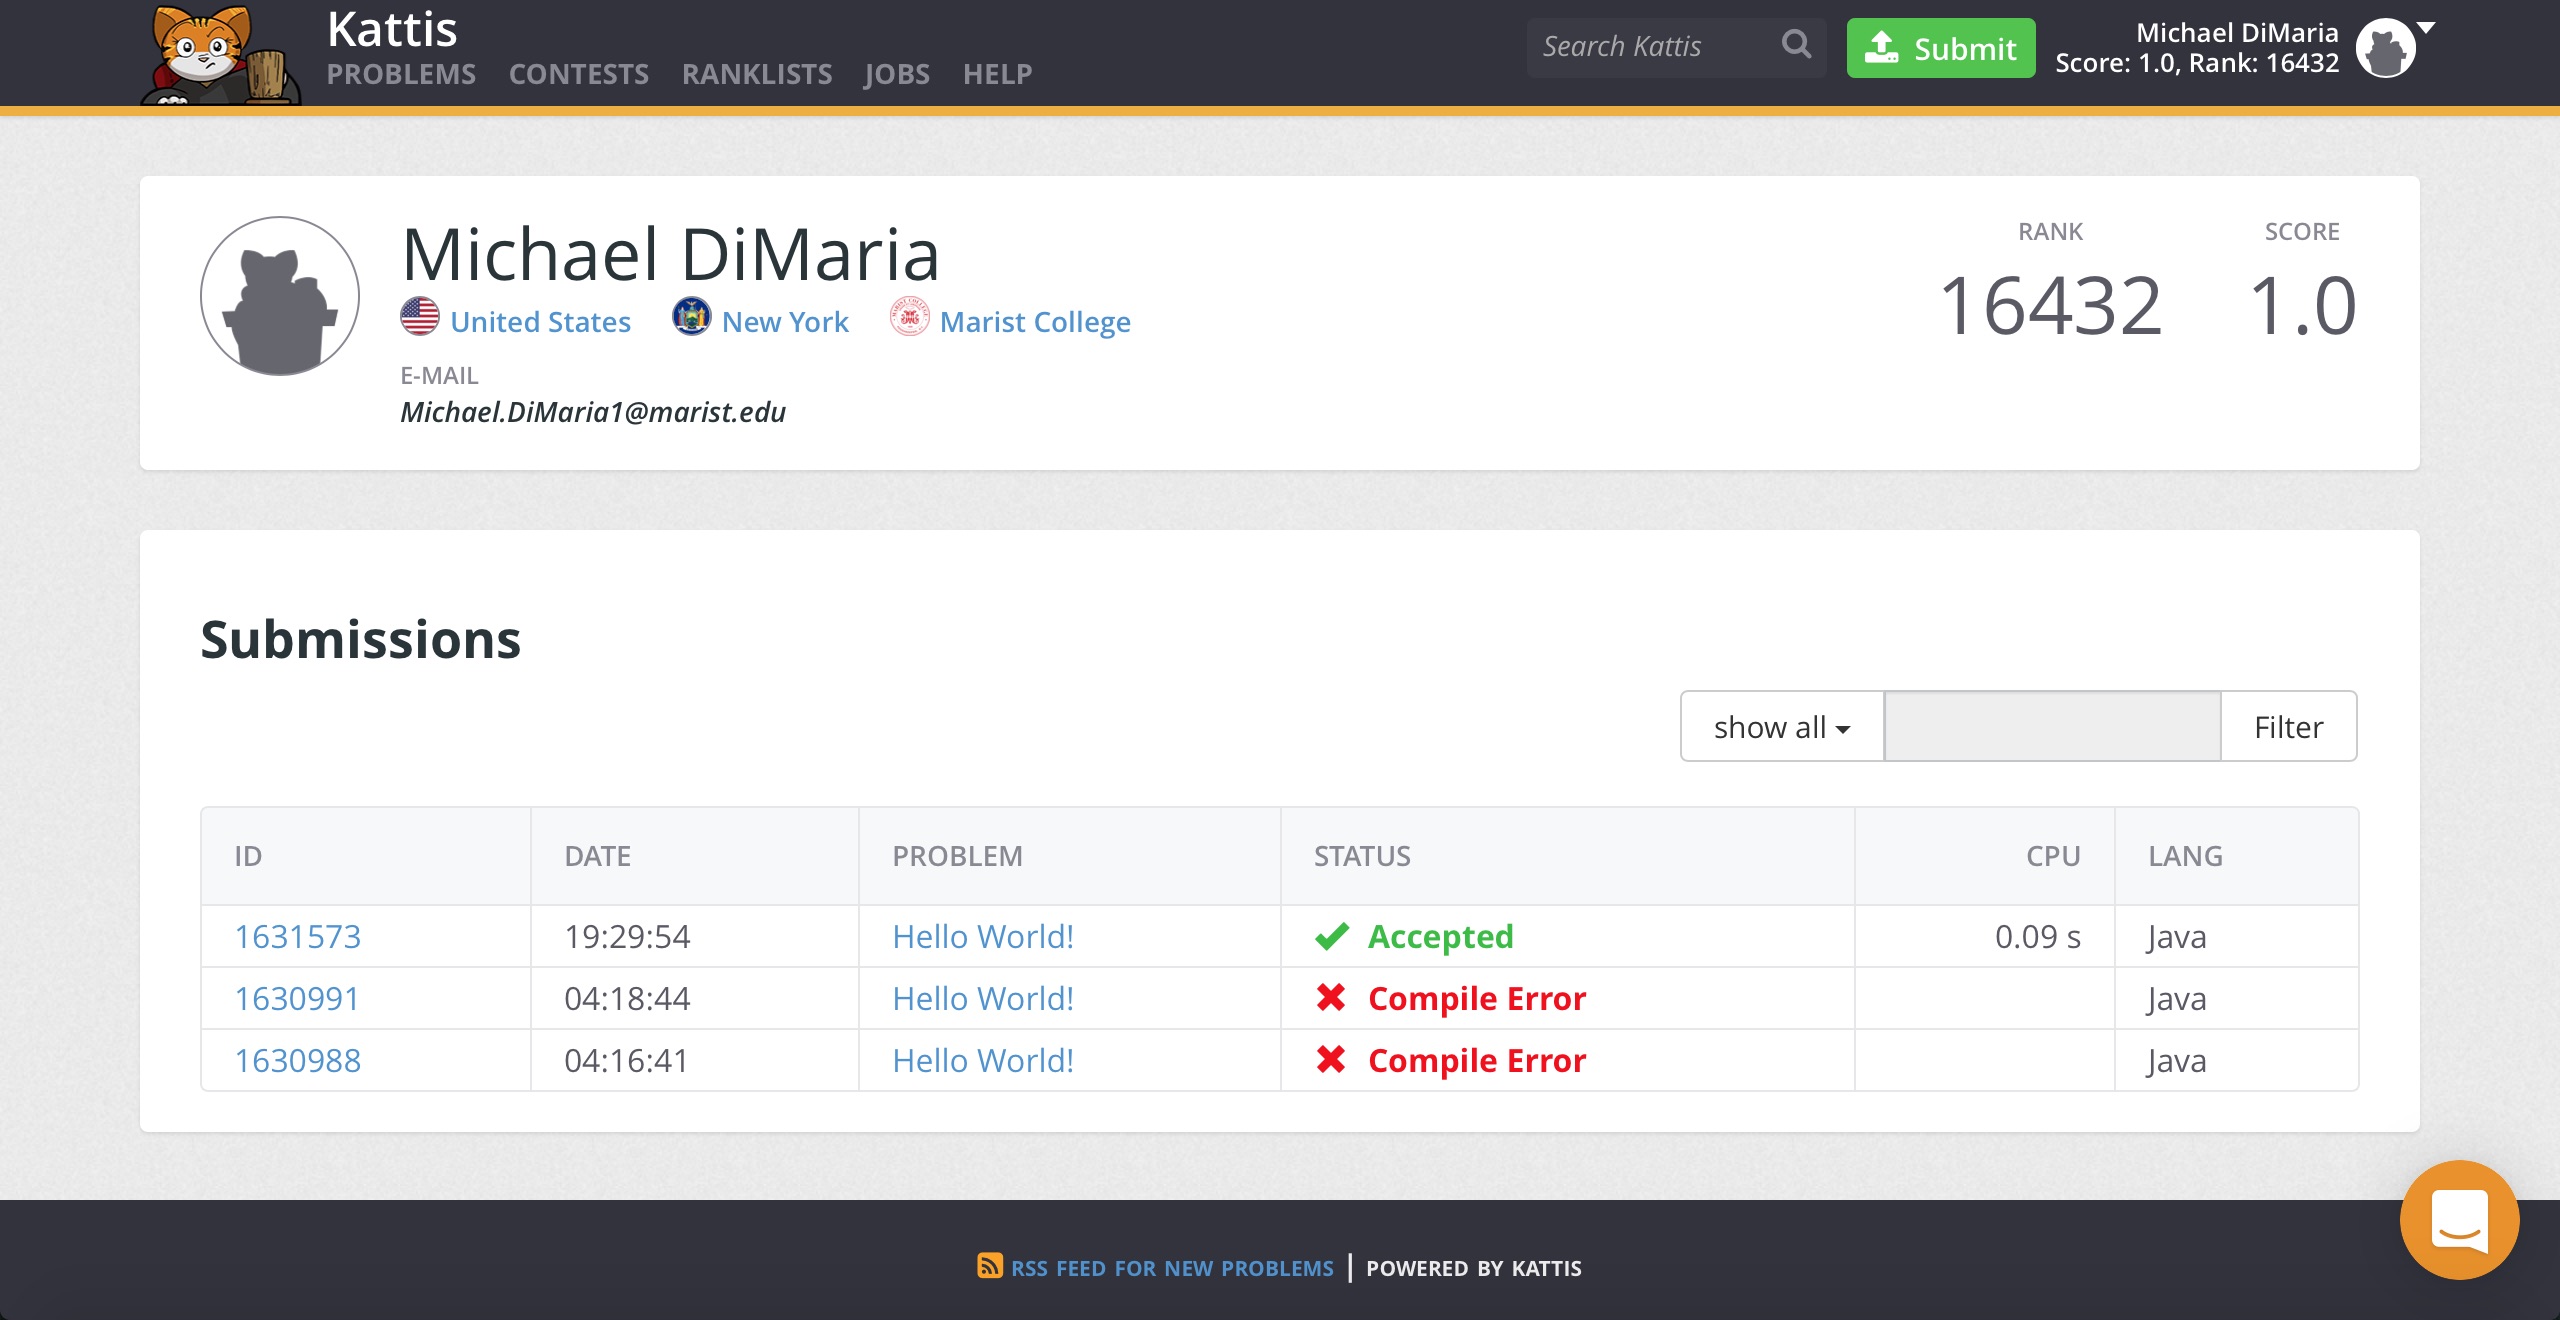 Kattis
PROBLEMS CONTESTS RANKLISTS JOBS HELP
Search Kattis
Submit
Michael DiMaria
Score: 1.0, Rank: 16432
Michael DiMaria
United States New York Marist College
E-MAIL
Michael.DiMaria1@marist.edu
RANK SCORE
16432 1.0
Submissions
show all Filter
ID DATE PROBLEM STATUS CPU LANG
1631573 19:29:54 Hello World! Accepted 0.09 s Java
1630991 04:18:44 Hello World! Compile Error Java
1630988 04:16:41 Hello World! Compile Error Java
RSS FEED FOR NEW PROBLEMS | POWERED BY KATTIS